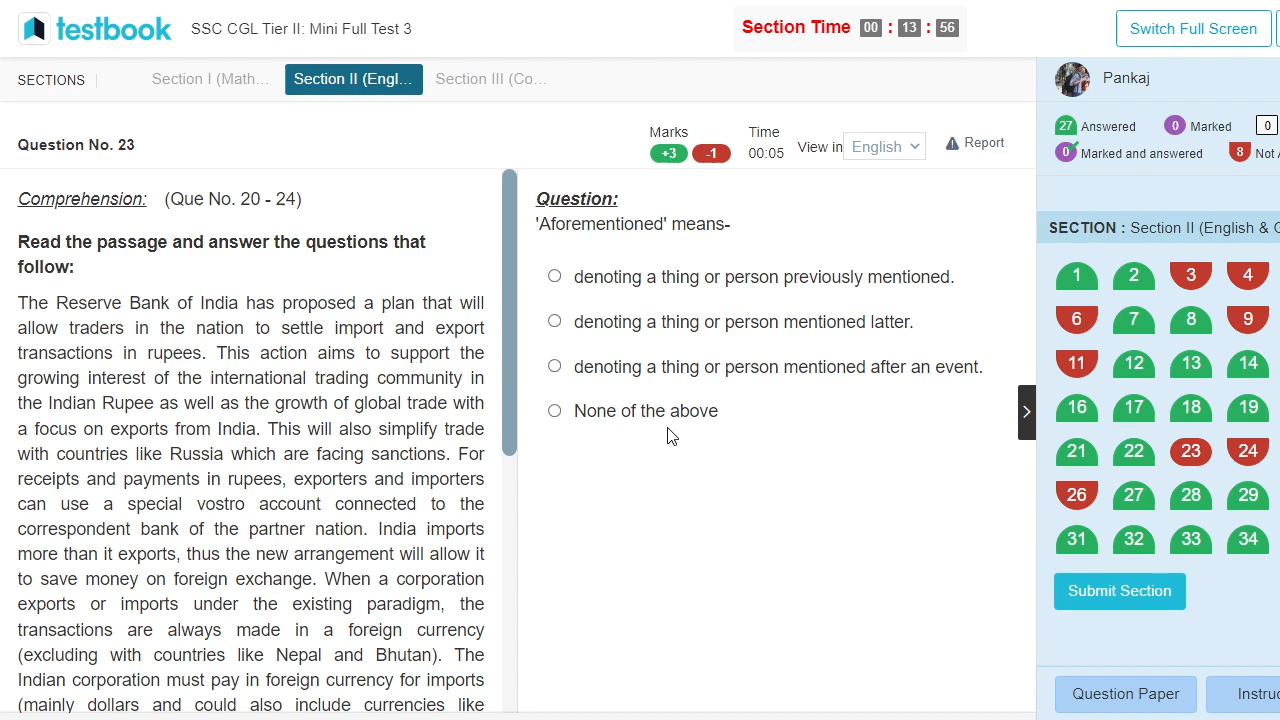 testbook SSC CGL Tier II: Mini Full Test 3 Section Time 00 : 13 : 56 Switch Full Screen
SECTIONS Section I (Math... Section II (Engl... Section III (Co... Pankaj
27 Answered 0 Marked 0
0 Marked and answered 8 Not
Question No. 23 Marks +3 -1 Time 00:05 View in English Report
Comprehension: (Que No. 20 - 24)
Read the passage and answer the questions that
follow:
The Reserve Bank of India has proposed a plan that will
allow traders in the nation to settle import and export
transactions in rupees. This action aims to support the
growing interest of the international trading community in
the Indian Rupee as well as the growth of global trade with
a focus on exports from India. This will also simplify trade
with countries like Russia which are facing sanctions. For
receipts and payments in rupees, exporters and importers
can use a special vostro account connected to the
correspondent bank of the partner nation. India imports
more than it exports, thus the new arrangement will allow it
to save money on foreign exchange. When a corporation
exports or imports under the existing paradigm, the
transactions are always made in a foreign currency
(excluding with countries like Nepal and Bhutan). The
Indian corporation must pay in foreign currency for imports
(mainly dollars and could also include currencies like
Question:
'Aforementioned' means-
denoting a thing or person previously mentioned.
denoting a thing or person mentioned latter.
denoting a thing or person mentioned after an event.
None of the above
SECTION : Section II (English &
1 2 3 4
6 7 8 9
11 12 13 14
16 17 18 19
21 22 23 24
26 27 28 29
31 32 33 34
Submit Section
Question Paper Instruc